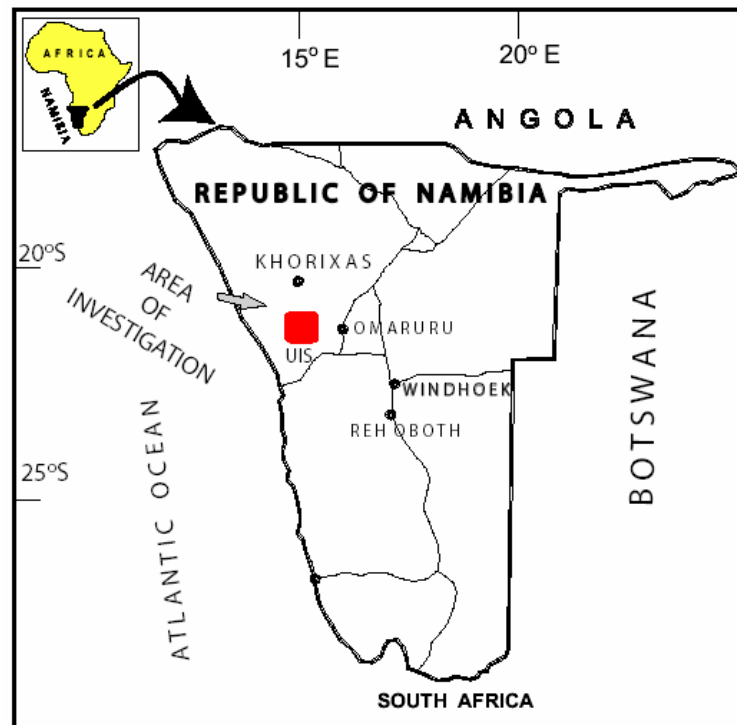 AFRICA
NAMIBIA
15° E
20° E
ANGOLA
REPUBLIC OF NAMIBIA
20°S
KHORIXAS
AREA
OF
INVESTIGATION
OMARURU
UIS
WINDHOEK
REHOBOTH
BOTSWANA
25°S
ATLANTIC OCEAN
SOUTH AFRICA